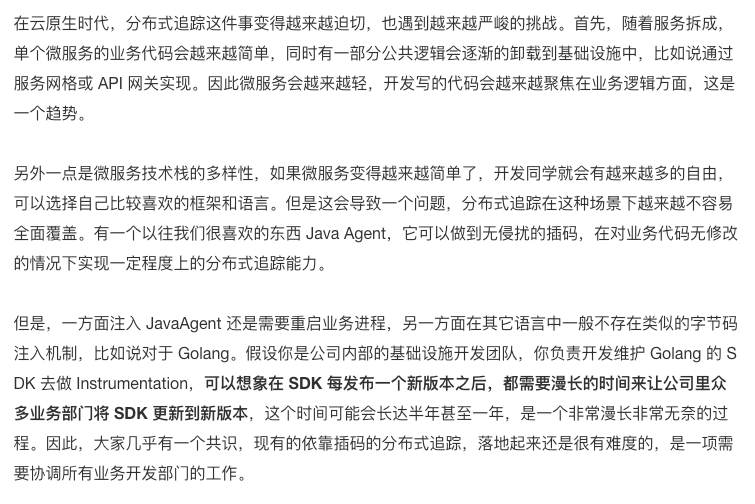 在云原生时代，分布式追踪这件事变得越来越迫切，也遇到越来越严峻的挑战。首先，随着服务拆成，
单个微服务的业务代码会越来越简单，同时有一部分公共逻辑会逐渐的卸载到基础设施中，比如说通过
服务网格或 API 网关实现。因此微服务会越来越轻，开发写的代码会越来越聚焦在业务逻辑方面，这是
一个趋势。
另外一点是微服务技术栈的多样性，如果微服务变得越来越简单了，开发同学就会有越来越多的自由，
可以选择自己比较喜欢的框架和语言。但是这会导致一个问题，分布式追踪在这种场景下越来越不容易
全面覆盖。有一个以往我们很喜欢的东西 Java Agent，它可以做到无侵扰的插码，在对业务代码无修改
的情况下实现一定程度上的分布式追踪能力。
但是，一方面注入 JavaAgent 还是需要重启业务进程，另一方面在其它语言中一般不存在类似的字节码
注入机制，比如说对于 Golang。假设你是公司内部的基础设施开发团队，你负责开发维护 Golang 的 S
DK 去做 Instrumentation，可以想象在 SDK 每发布一个新版本之后，都需要漫长的时间来让公司里众
多业务部门将 SDK 更新到新版本，这个时间可能会长达半年甚至一年，是一个非常漫长非常无奈的过
程。因此，大家几乎有一个共识，现有的依靠插码的分布式追踪，落地起来还是很有难度的，是一项需
要协调所有业务开发部门的工作。